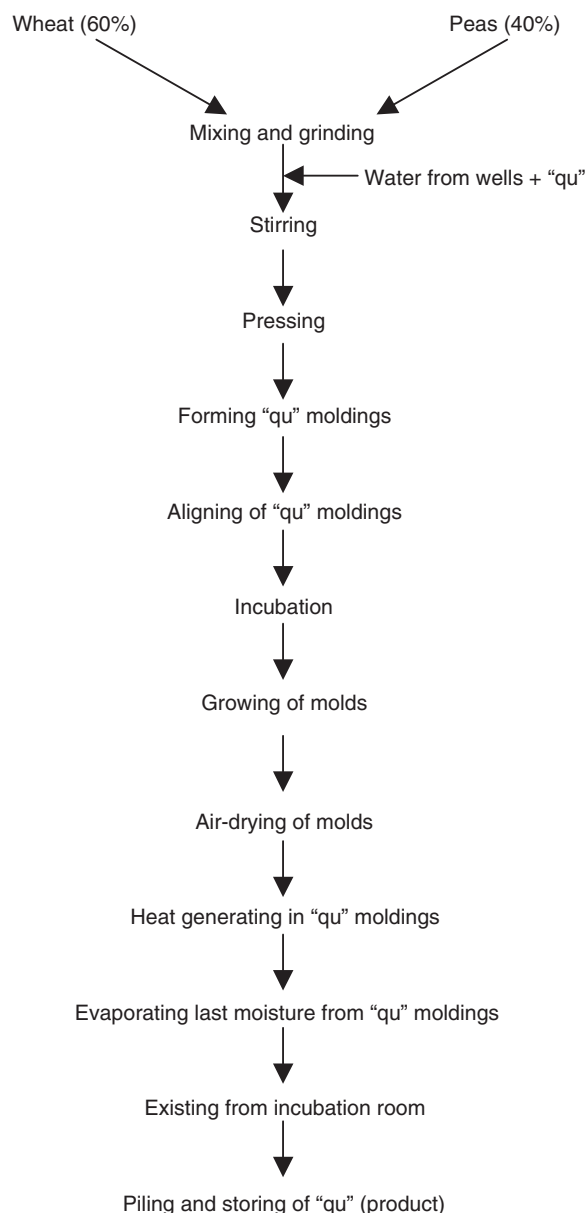 Wheat (60%)
Peas (40%)
Mixing and grinding
Water from wells + “qu”
Stirring
Pressing
Forming “qu” moldings
Aligning of “qu” moldings
Incubation
Growing of molds
Air-drying of molds
Heat generating in “qu” moldings
Evaporating last moisture from “qu” moldings
Existing from incubation room
Piling and storing of “qu” (product)